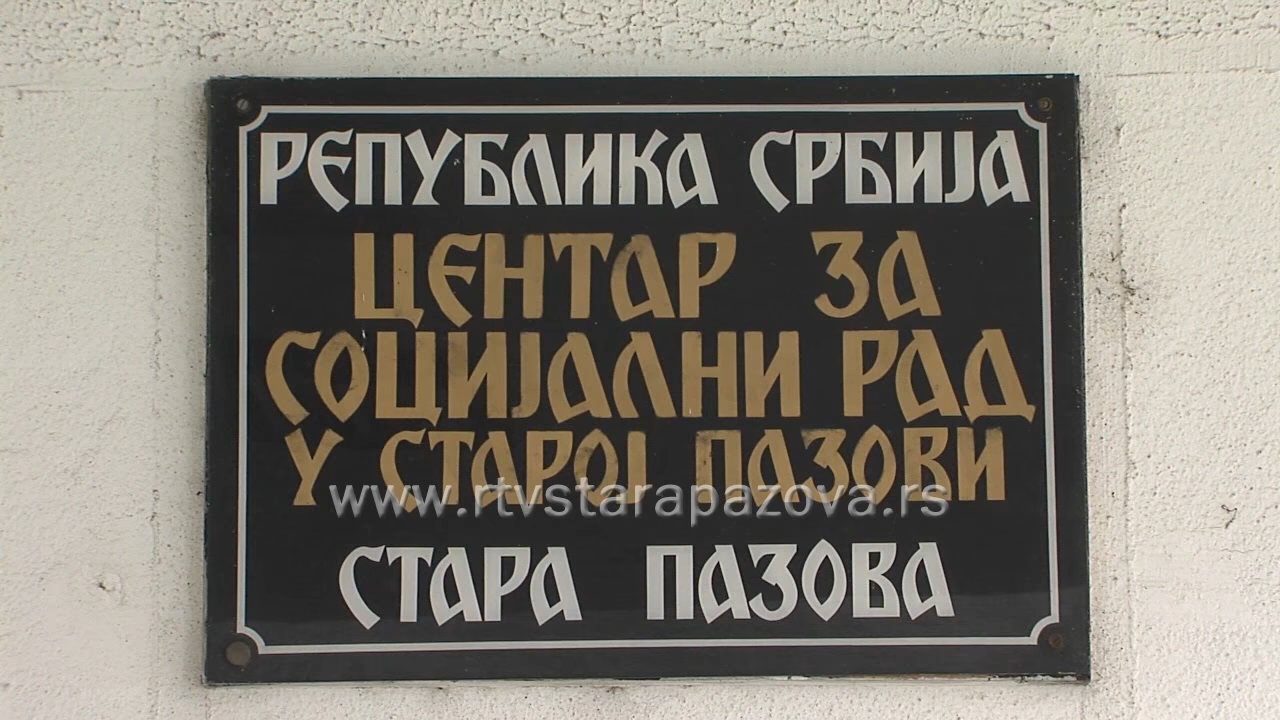 РЕПУБЛИКА СРБИЈА
ЦЕНТАР ЗА
СОЦИЈАЛНИ РАД
У СТАРОЈ ПАЗОВИ
www.rtvstarapazova.rs
СТАРА ПАЗОВА